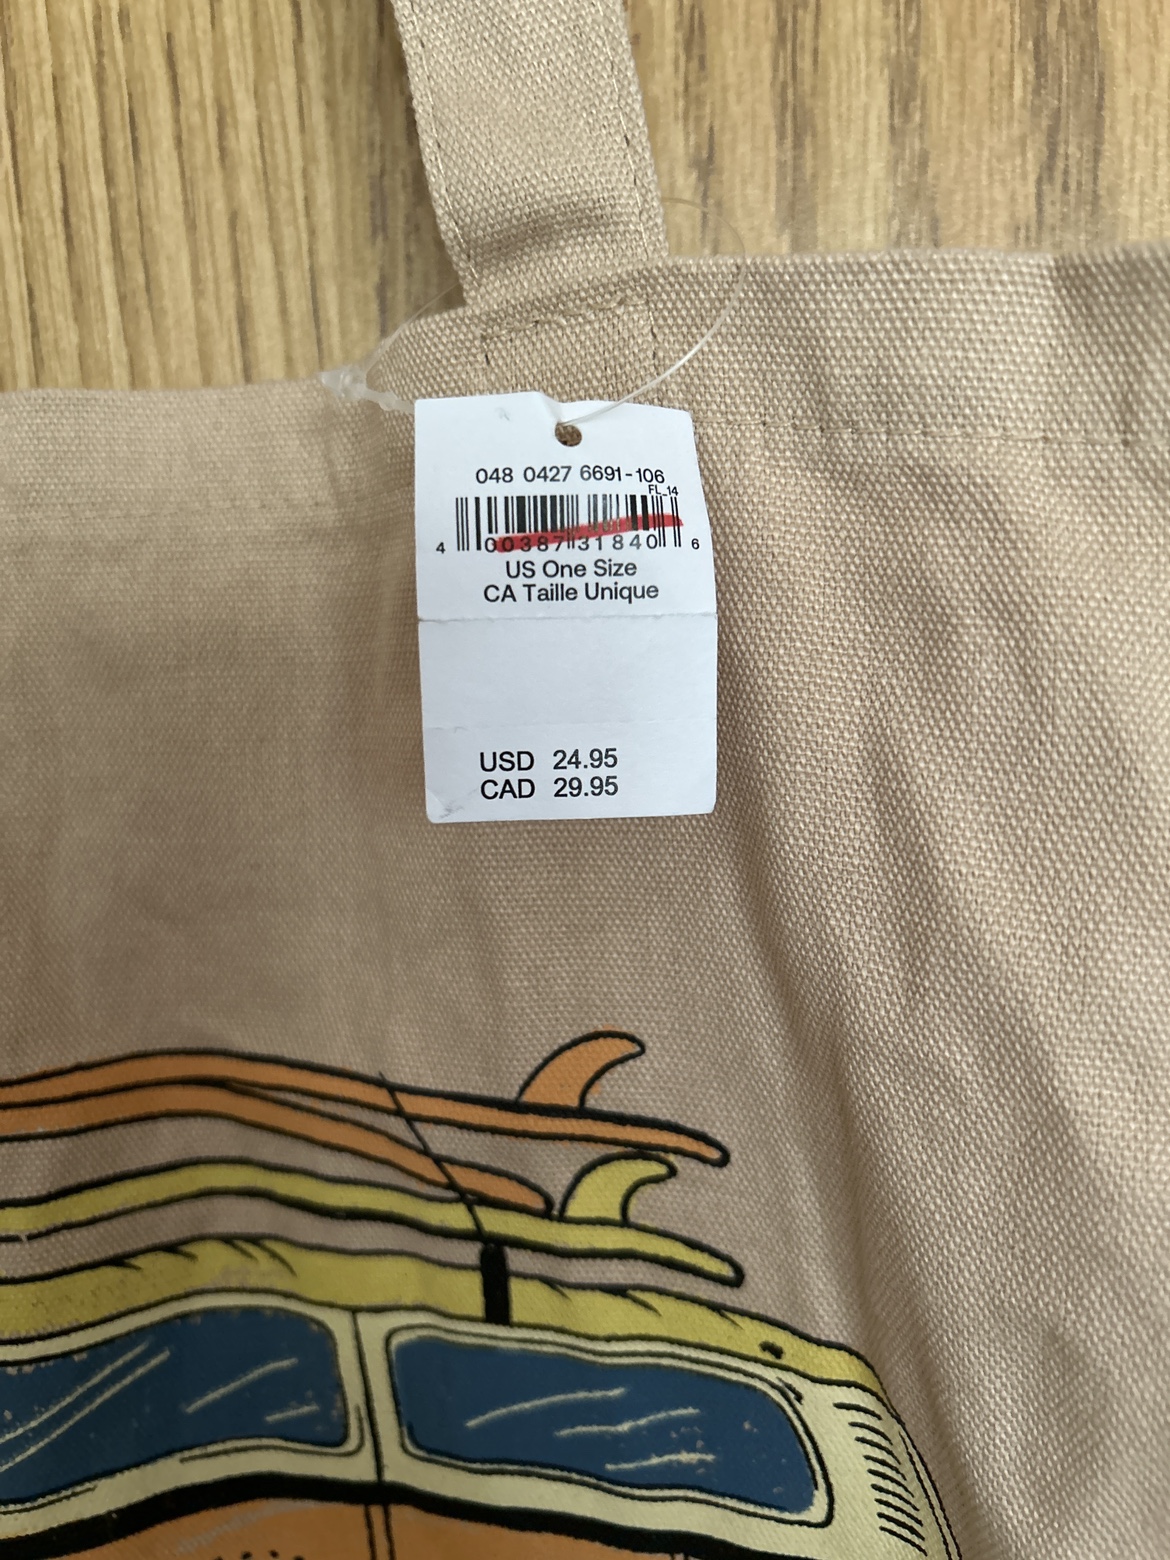 048 0427 6691-106
FL_14
4 00387 31840 6
US One Size
CA Taille Unique
USD 24.95
CAD 29.95